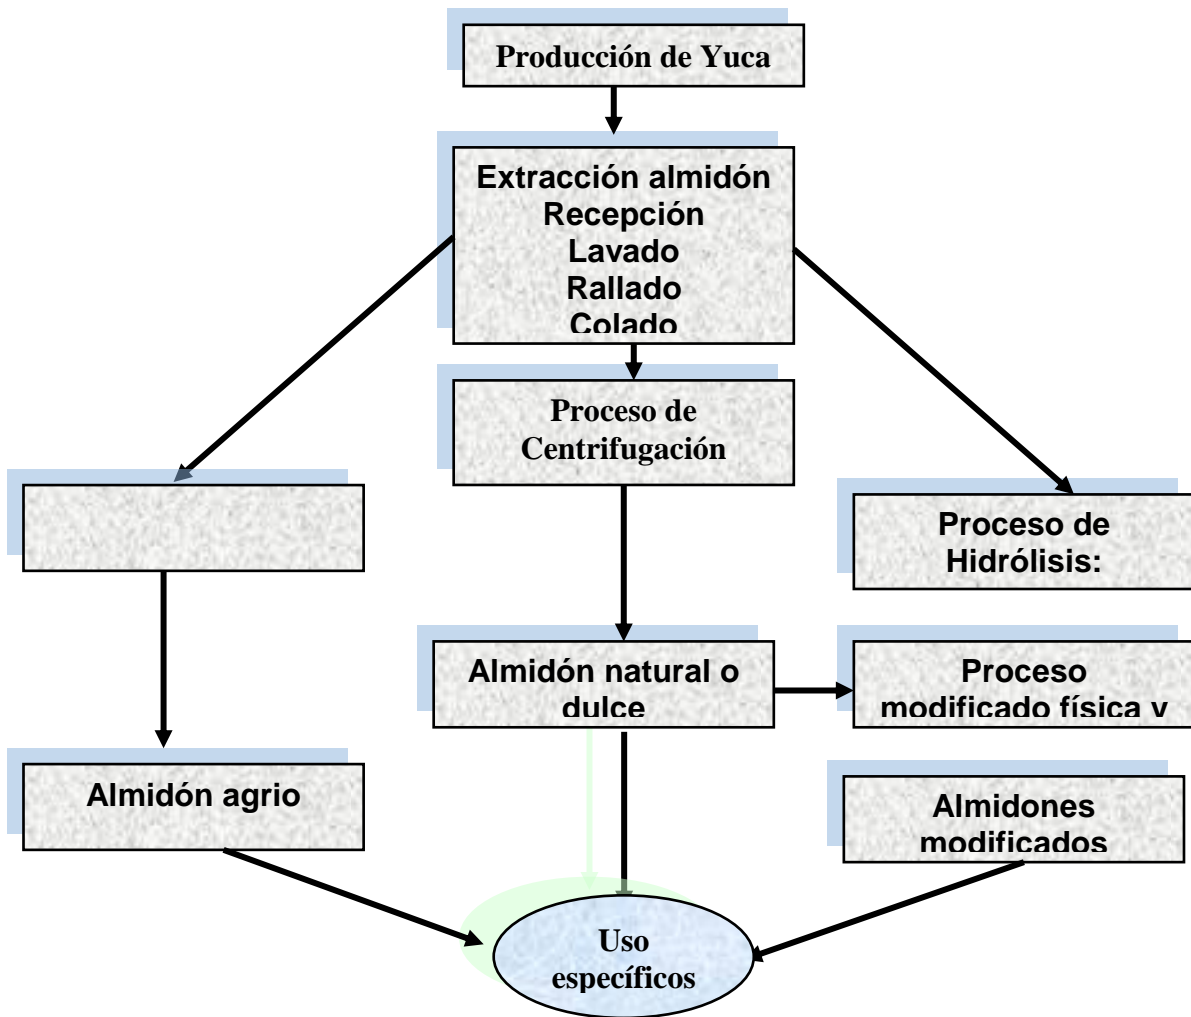 Producción de Yuca
Extracción almidón
Recepción
Lavado
Rallado
Colado
Proceso de
Centrifugación
Proceso de
Hidrólisis:
Almidón natural o
dulce
Proceso
modificado física y
Almidón agrio
Almidones
modificados
Uso
específicos